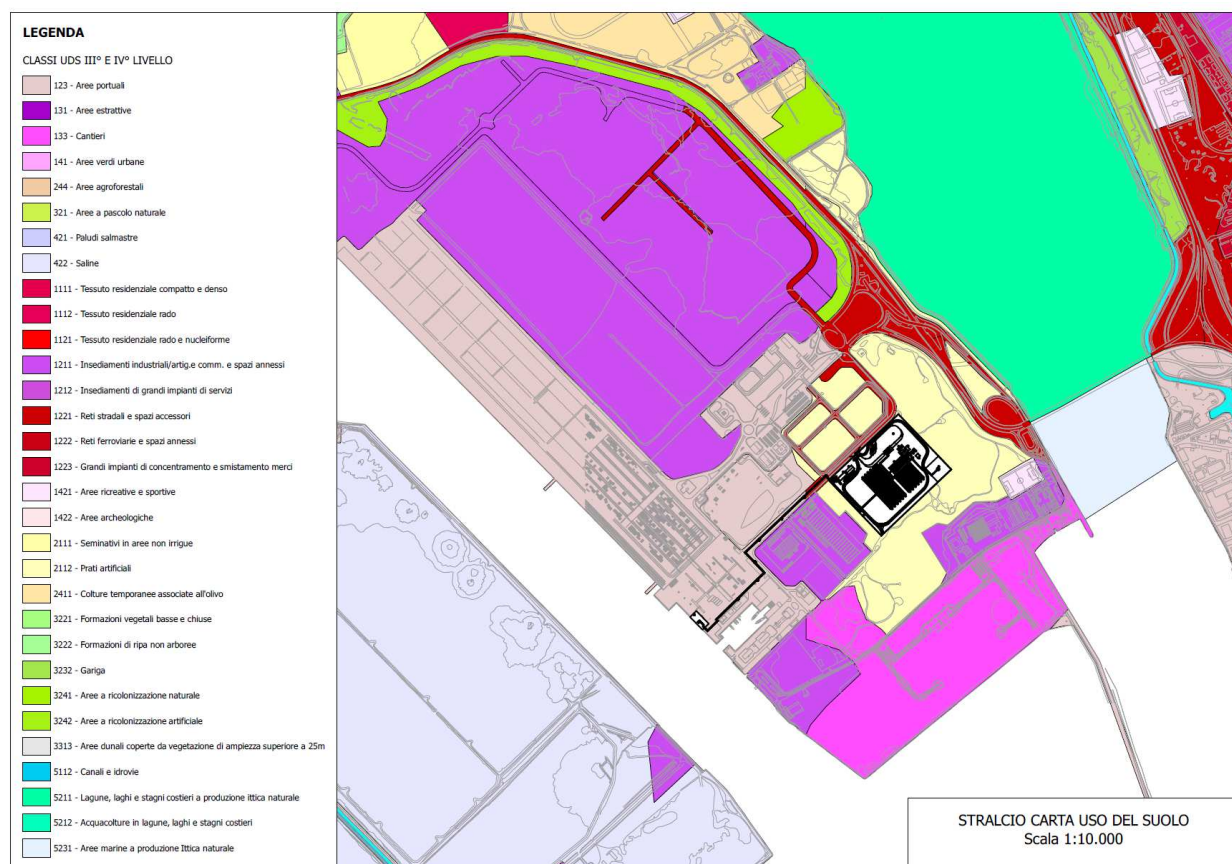 LEGENDA
CLASSI UDS III° E IV° LIVELLO
123 - Aree portuali
131 - Aree estrattive
133 - Cantieri
141 - Aree verdi urbane
244 - Aree agroforestali
321 - Aree a pascolo naturale
421 - Paludi salmastre
422 - Saline
1111 - Tessuto residenziale compatto e denso
1112 - Tessuto residenziale rado
1121 - Tessuto residenziale rado e nucleiforme
1211 - Insediamenti industriali/artig.e comm. e spazi annessi
1212 - Insediamenti di grandi impianti di servizi
1221 - Reti stradali e spazi accessori
1222 - Reti ferroviarie e spazi annessi
1223 - Grandi impianti di concentramento e smistamento merci
1421 - Aree ricreative e sportive
1422 - Aree archeologiche
2111 - Seminativi in aree non irrigue
2112 - Prati artificiali
2411 - Colture temporanee associate all'olivo
3221 - Formazioni vegetali basse e chiuse
3222 - Formazioni di ripa non arboree
3232 - Gariga
3241 - Aree a ricolonizzazione naturale
3242 - Aree a ricolonizzazione artificiale
3313 - Aree dunali coperte da vegetazione di ampiezza superiore a 25m
5112 - Canali e idrovie
5211 - Lagune, laghi e stagni costieri a produzione ittica naturale
5212 - Acquacolture in lagune, laghi e stagni costieri
5231 - Aree marine a produzione Ittica naturale
STRALCIO CARTA USO DEL SUOLO
Scala 1:10.000